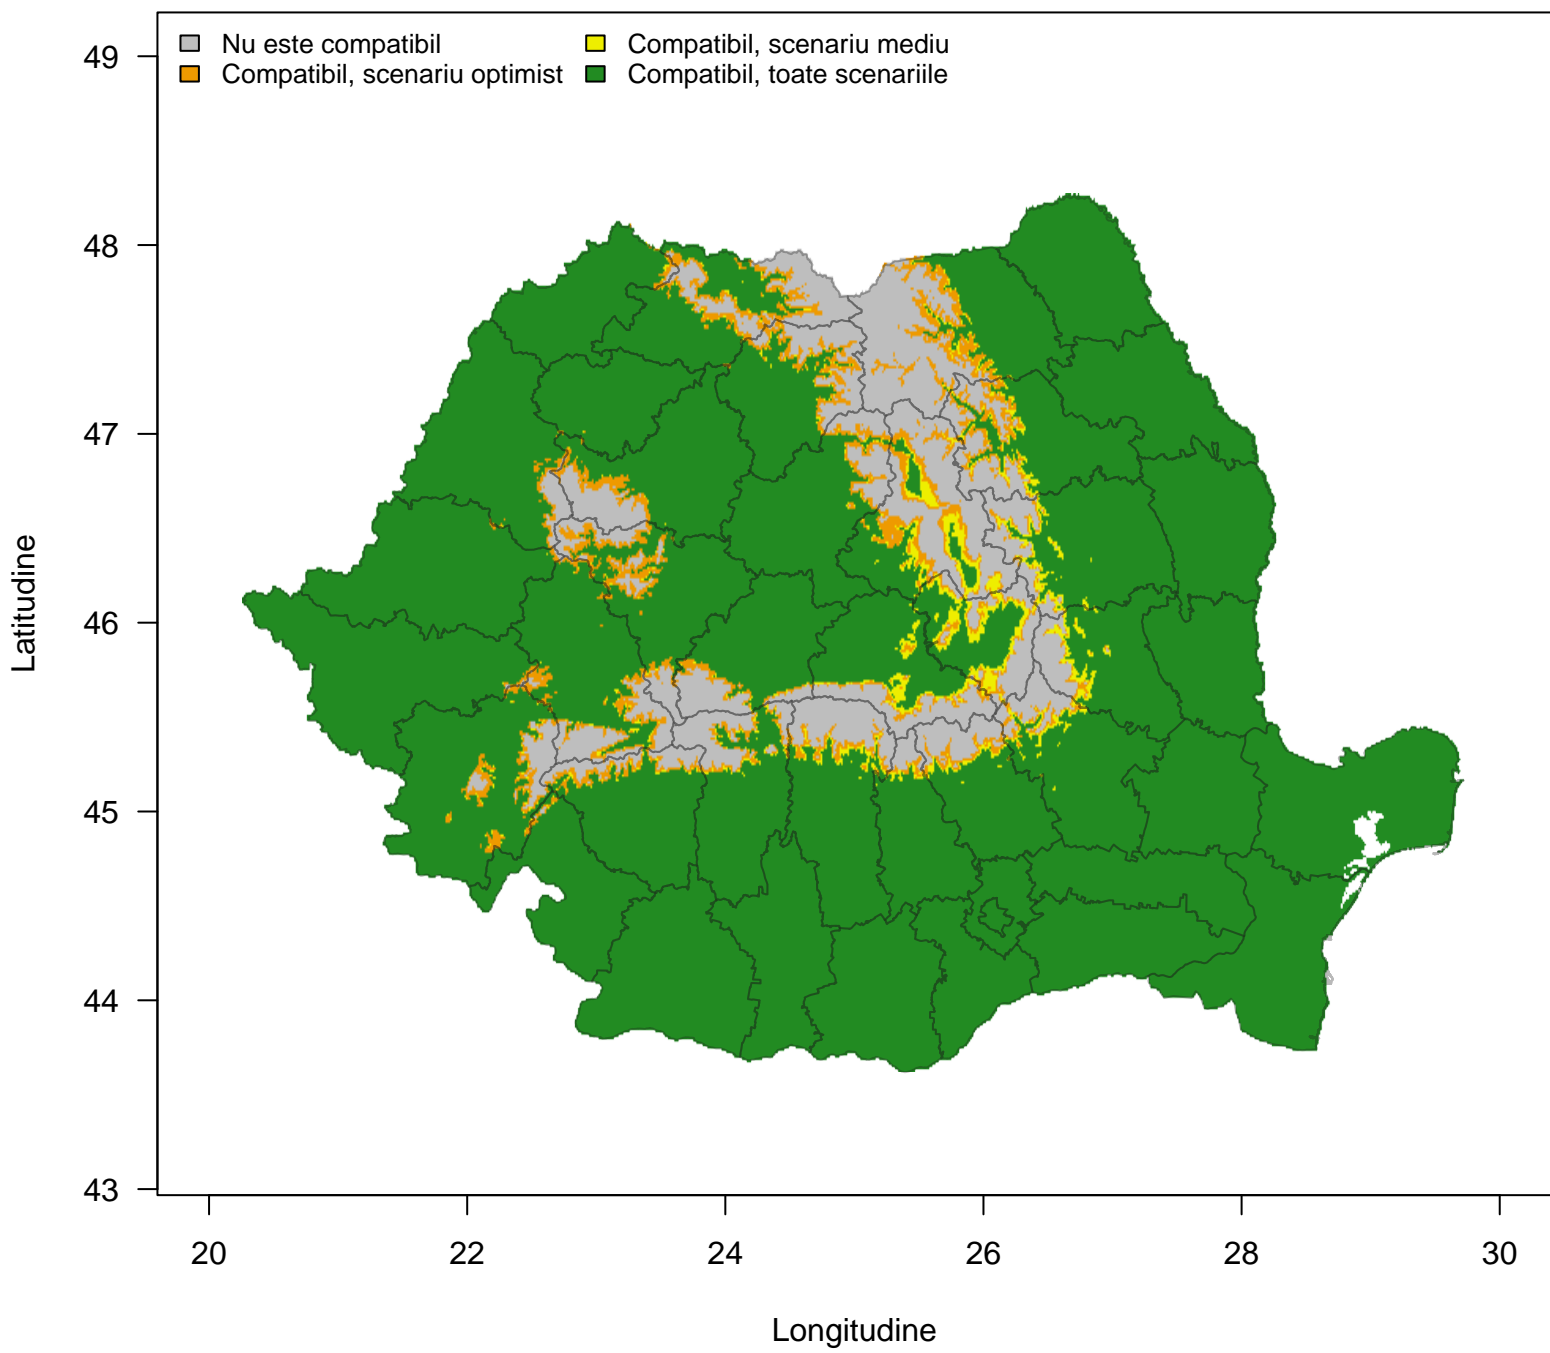 Nu este compatibil
Compatibil, scenariu optimist
Compatibil, scenariu mediu
Compatibil, toate scenariile
49
48
47
46
45
44
43
Latitudine
20 22 24 26 28 30
Longitudine